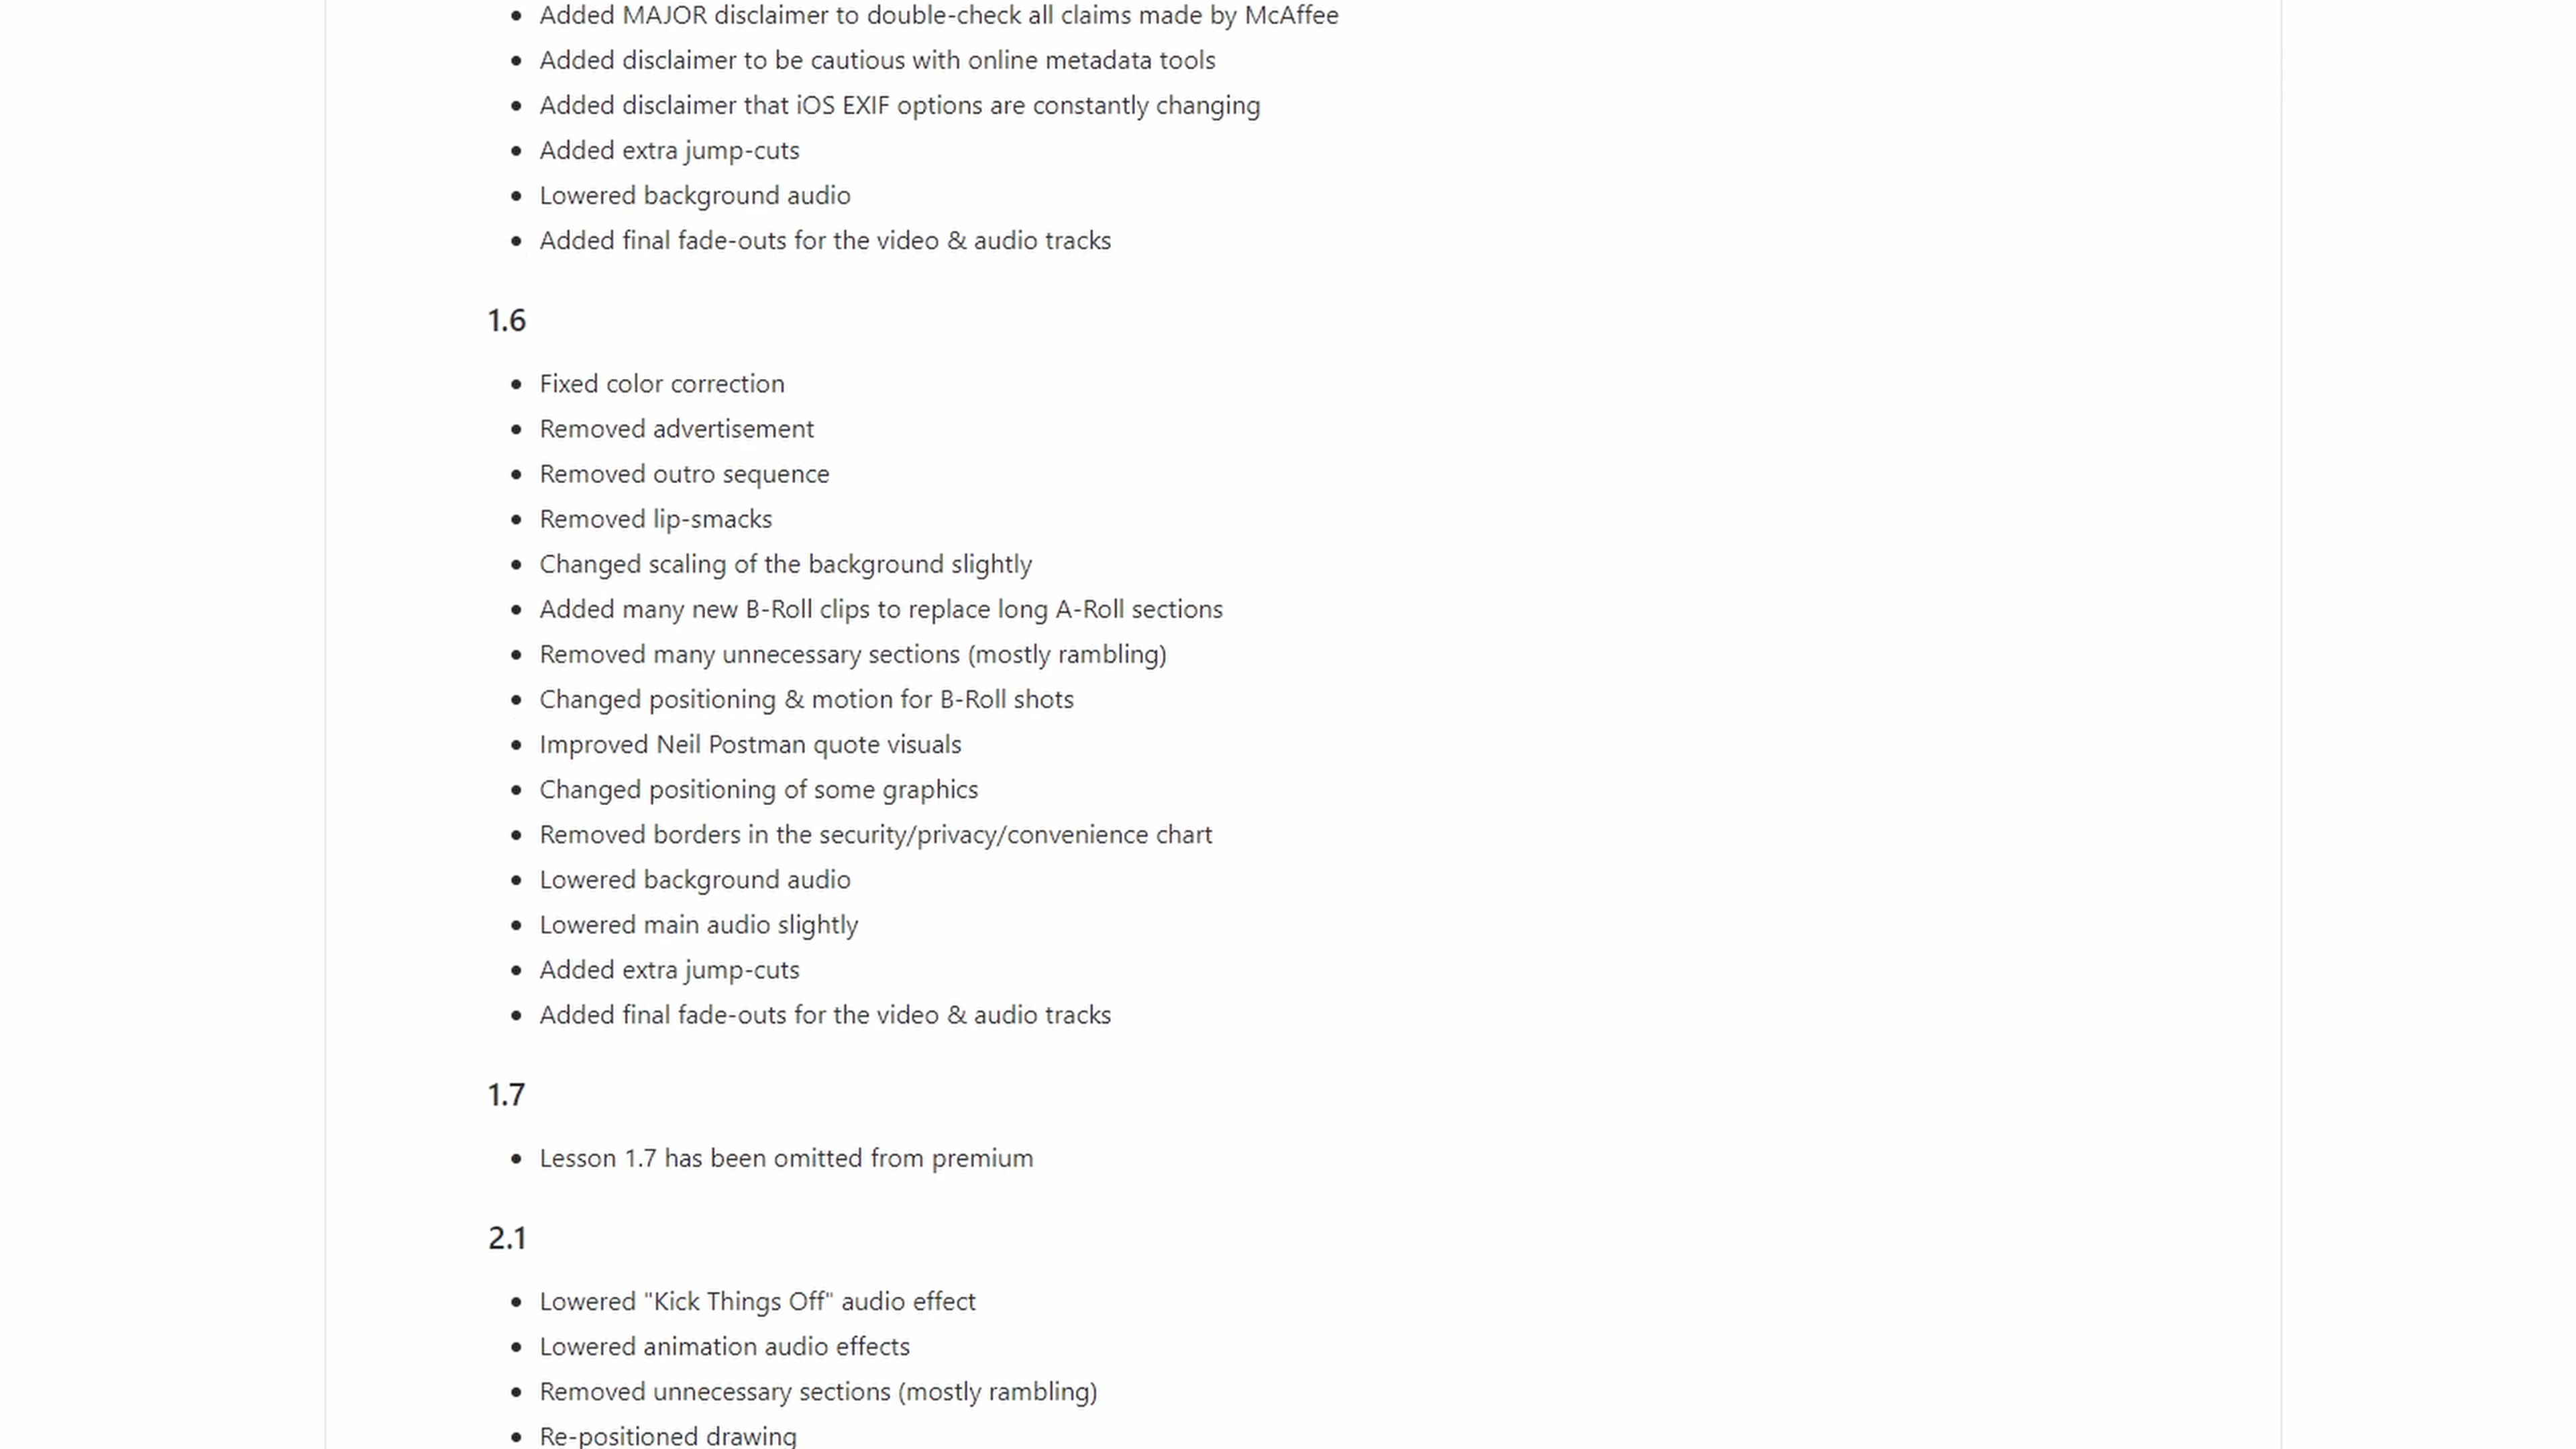 • Added MAJOR disclaimer to double-check all claims made by McAffee
• Added disclaimer to be cautious with online metadata tools
• Added disclaimer that iOS EXIF options are constantly changing
• Added extra jump-cuts
• Lowered background audio
• Added final fade-outs for the video & audio tracks
1.6
• Fixed color correction
• Removed advertisement
• Removed outro sequence
• Removed lip-smacks
• Changed scaling of the background slightly
• Added many new B-Roll clips to replace long A-Roll sections
• Removed many unnecessary sections (mostly rambling)
• Changed positioning & motion for B-Roll shots
• Improved Neil Postman quote visuals
• Changed positioning of some graphics
• Removed borders in the security/privacy/convenience chart
• Lowered background audio
• Lowered main audio slightly
• Added extra jump-cuts
• Added final fade-outs for the video & audio tracks
1.7
• Lesson 1.7 has been omitted from premium
2.1
• Lowered "Kick Things Off" audio effect
• Lowered animation audio effects
• Removed unnecessary sections (mostly rambling)
• Re-positioned drawing